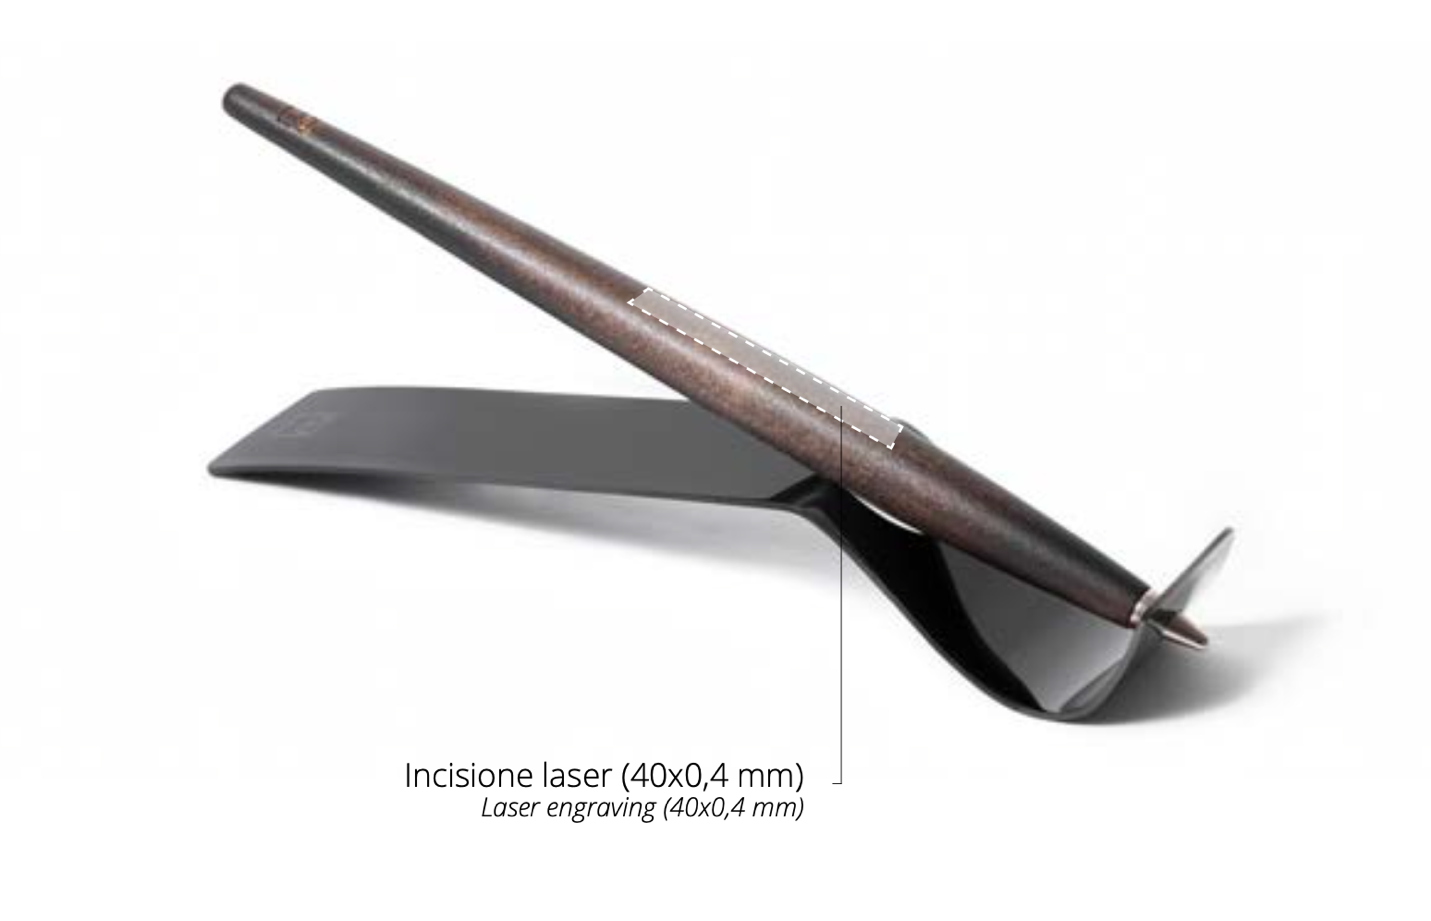 Incisione laser (40x0,4 mm)
Laser engraving (40x0,4 mm)